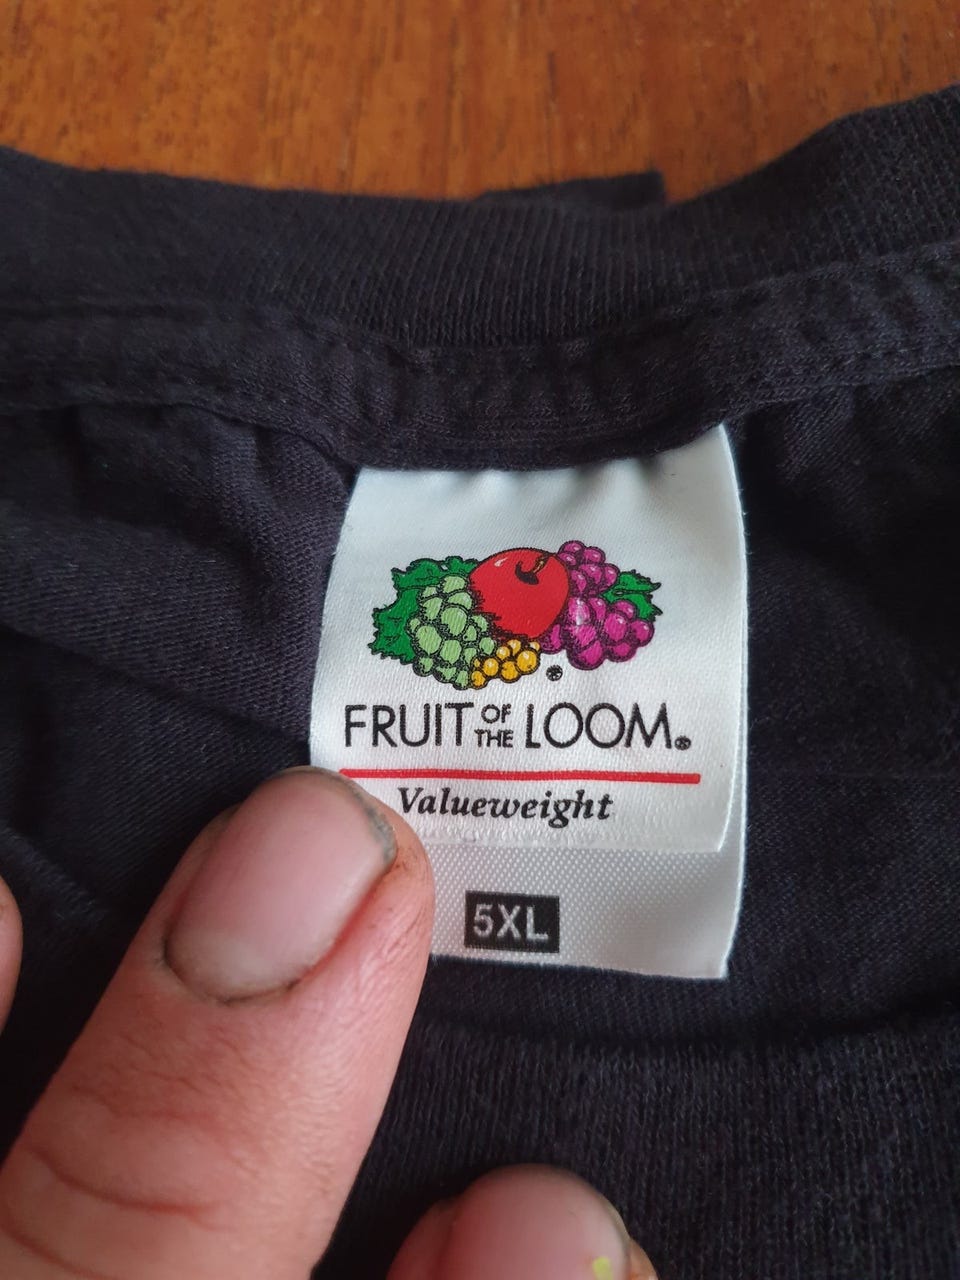 FRUIT OF THE LOOM®
Valueweight
5XL